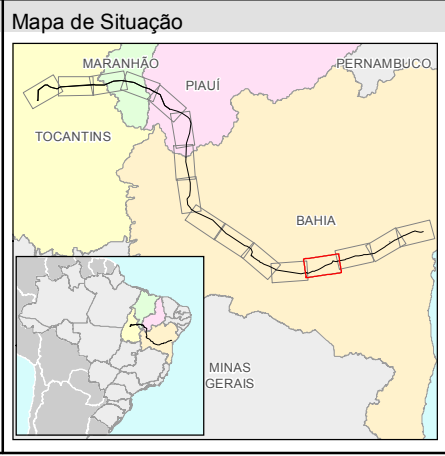 Mapa de Situação
MARANHÃO
PERNAMBUCO
PIAUÍ
TOCANTINS
BAHIA
MINAS
GERAIS